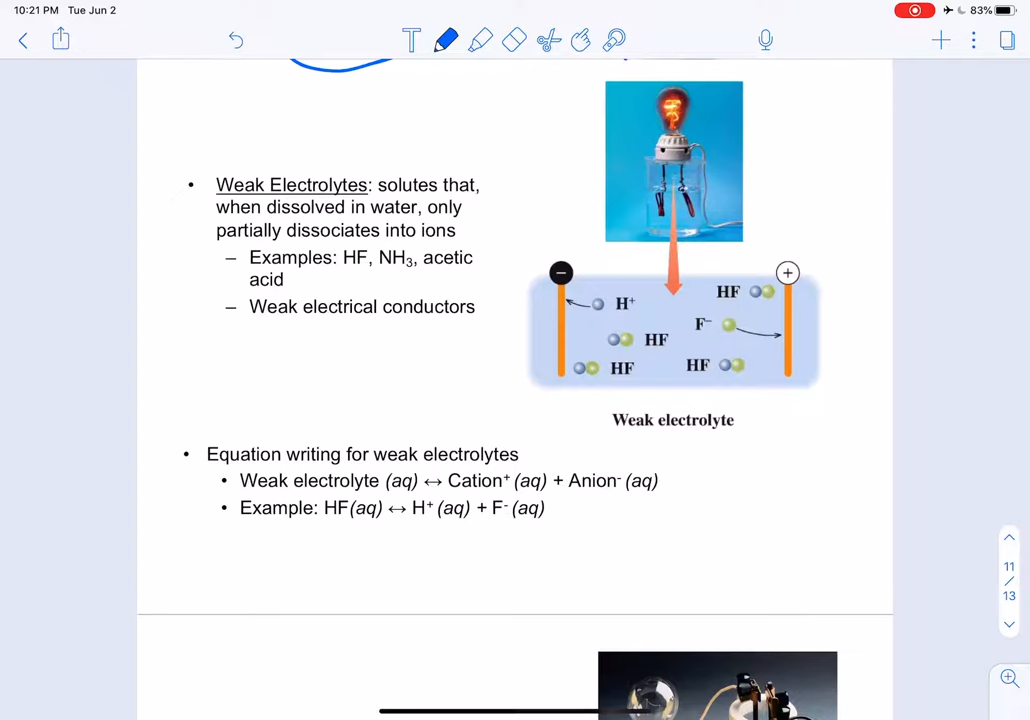 10:21 PM Tue Jun 2
83%
• Weak Electrolytes: solutes that,
when dissolved in water, only
partially dissociates into ions
– Examples: HF, NH₃, acetic
acid
– Weak electrical conductors
−
+
HF
H⁺
F⁻
HF
HF
HF
Weak electrolyte
• Equation writing for weak electrolytes
• Weak electrolyte (aq) ↔ Cation⁺ (aq) + Anion⁻ (aq)
• Example: HF(aq) ↔ H⁺ (aq) + F⁻ (aq)
11
/
13